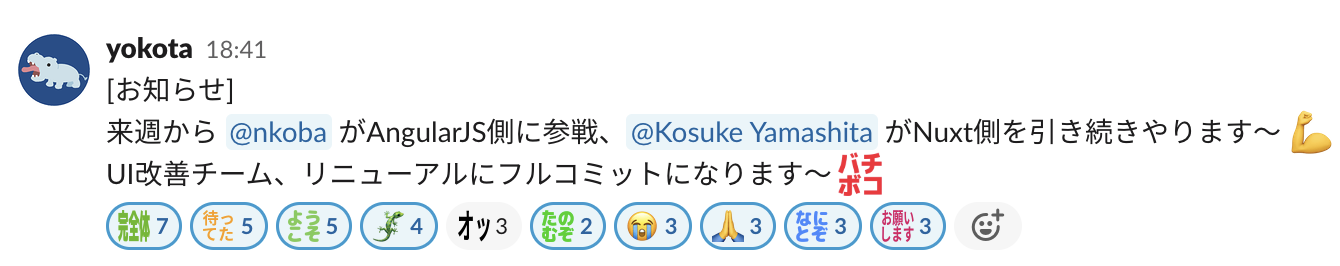 yokota 18:41
[お知らせ]
来週から @nkoba がAngularJS側に参戦、 @Kosuke Yamashita がNuxt側を引き続きやります〜
UI改善チーム、リニューアルにフルコミットになります〜 バチボコ
完全体 7 待ってた 5 ようこそ 5 4 オッ 3 たのむぞ 2 3 3 なにとぞ 3 お願いします 3